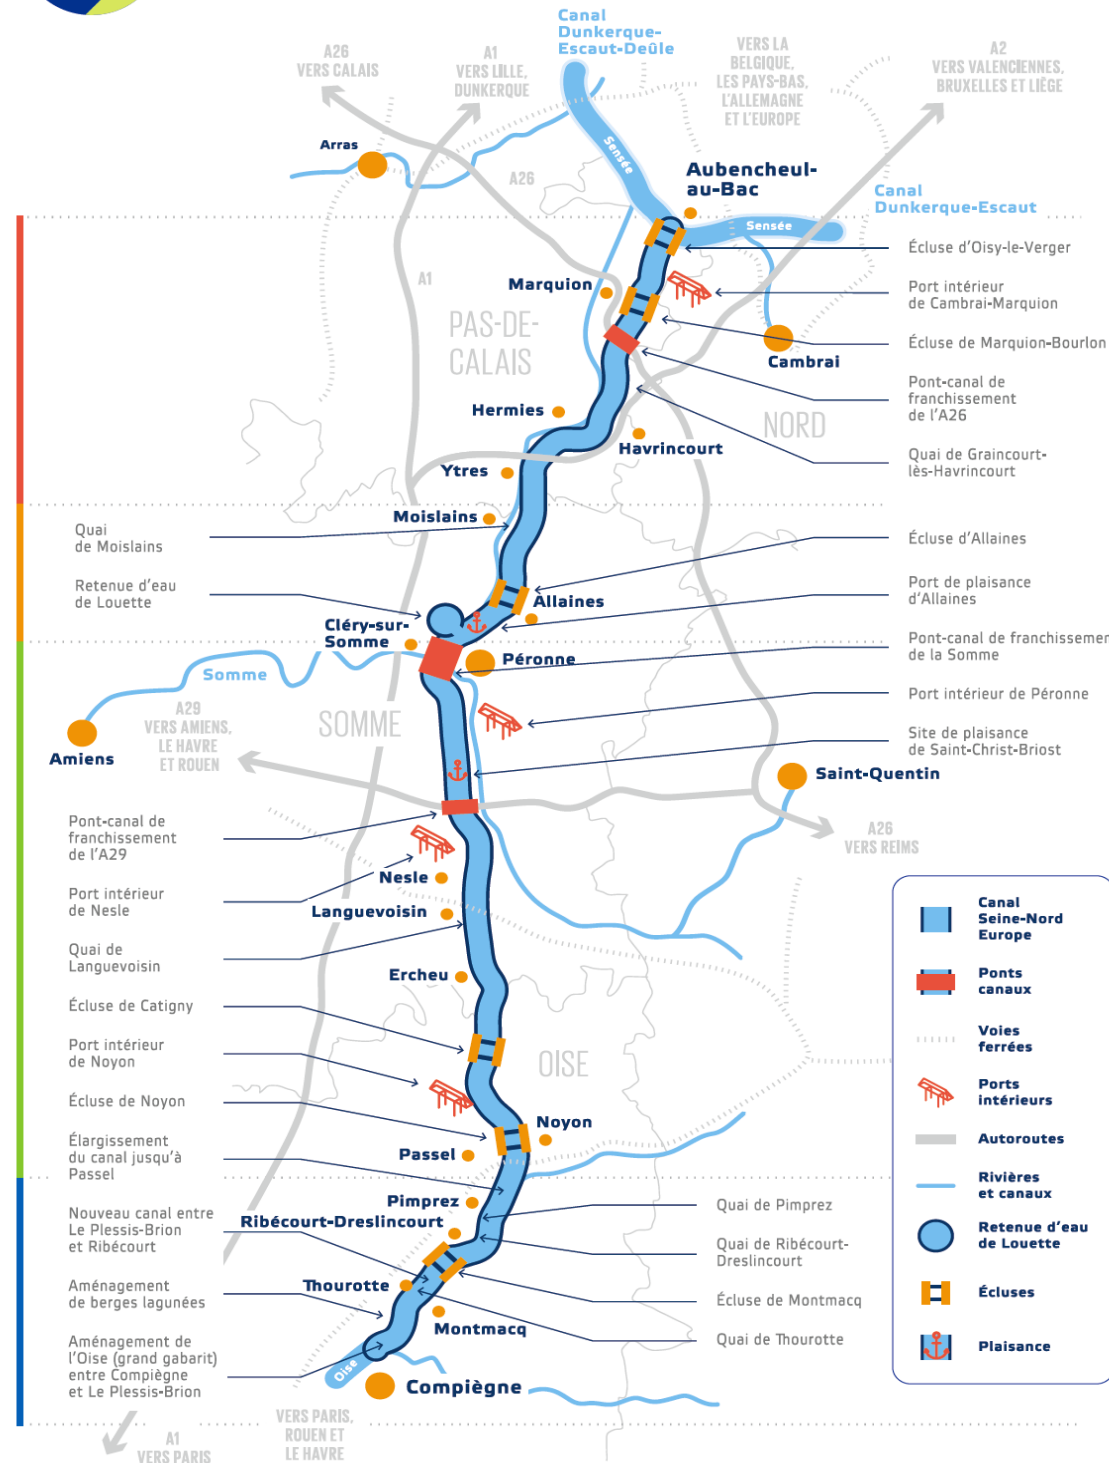 Canal
Dunkerque-
Escaut-Deûle
A26
VERS CALAIS
A1
VERS LILLE,
DUNKERQUE
VERS LA
BELGIQUE,
LES PAYS-BAS,
L'ALLEMAGNE
ET L'EUROPE
A2
VERS VALENCIENNES,
BRUXELLES ET LIÈGE
Arras
A26
Sensée
Aubencheul-
au-Bac
Canal
Dunkerque-Escaut
Sensée
Écluse d'Oisy-le-Verger
A1
Marquion
Port intérieur
de Cambrai-Marquion
PAS-DE-
CALAIS
Écluse de Marquion-Bourlon
Cambrai
Pont-canal de
franchissement
de l'A26
Hermies
NORD
Havrincourt
Quai de Graincourt-
lès-Havrincourt
Ytres
Moislains
Quai
de Moislains
Écluse d'Allaines
Retenue d'eau
de Louette
Port de plaisance
d'Allaines
Allaines
Cléry-sur-
Somme
Pont-canal de franchissemen
de la Somme
Péronne
Somme
Port intérieur de Péronne
A29
VERS AMIENS,
LE HAVRE
ET ROUEN
SOMME
Site de plaisance
de Saint-Christ-Briost
Amiens
Saint-Quentin
Pont-canal de
franchissement
de l'A29
A26
VERS REIMS
Nesle
Port intérieur
de Nesle
Languevoisin
Quai de
Languevoisin
Ercheu
Écluse de Catigny
Port intérieur
de Noyon
OISE
Écluse de Noyon
Noyon
Élargissement
du canal jusqu'à
Passel
Passel
Pimprez
Quai de Pimprez
Nouveau canal entre
Le Plessis-Brion
et Ribécourt
Ribécourt-Dreslincourt
Quai de Ribécourt-
Dreslincourt
Aménagement
de berges lagunées
Thourotte
Écluse de Montmacq
Montmacq
Quai de Thourotte
Aménagement de
l'Oise (grand gabarit)
entre Compiègne
et Le Plessis-Brion
Oise
Compiègne
A1
VERS PARIS
VERS PARIS,
ROUEN ET
LE HAVRE
Canal
Seine-Nord
Europe
Ponts
canaux
Voies
ferrées
Ports
intérieurs
Autoroutes
Rivières
et canaux
Retenue d'eau
de Louette
Écluses
Plaisance